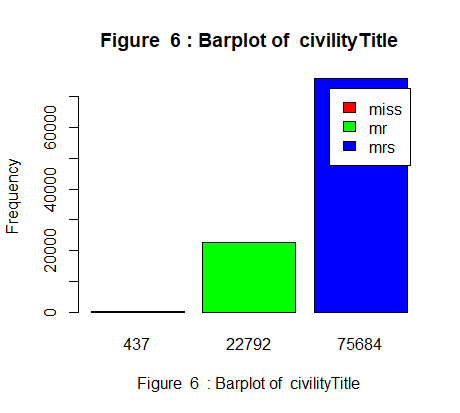 Figure 6 : Barplot of civilityTitle
miss
mr
mrs
Frequency
60000
40000
20000
0
437 22792 75684
Figure 6 : Barplot of civilityTitle